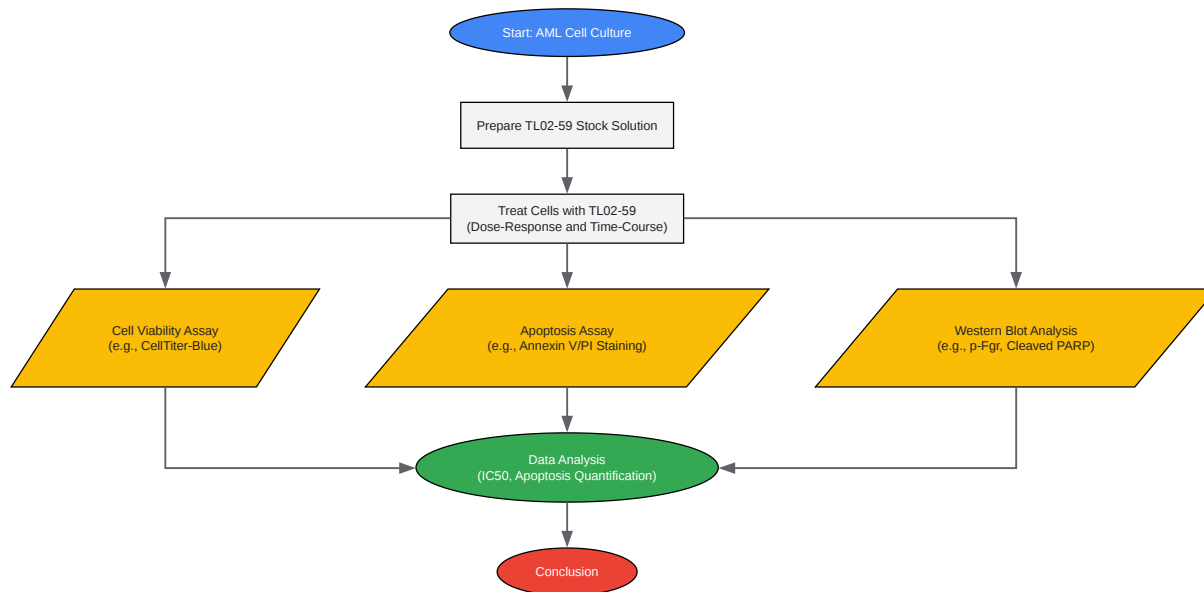 Start: AML Cell Culture
Prepare TL02-59 Stock Solution
Treat Cells with TL02-59
(Dose-Response and Time-Course)
Cell Viability Assay
(e.g., CellTiter-Blue)
Apoptosis Assay
(e.g., Annexin V/PI Staining)
Western Blot Analysis
(e.g., p-Fgr, Cleaved PARP)
Data Analysis
(IC50, Apoptosis Quantification)
Conclusion